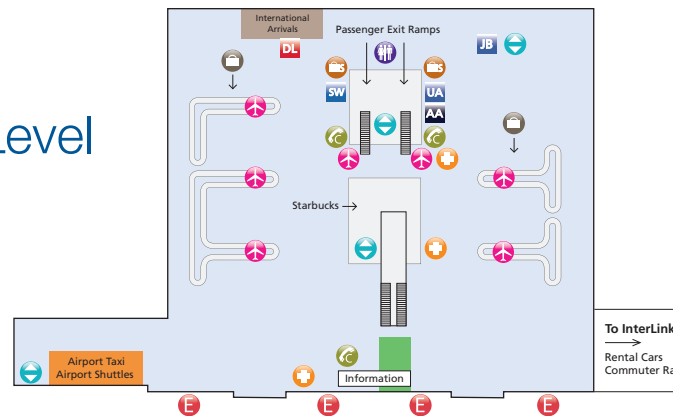 International
Arrivals
Passenger Exit Ramps
DL
JB
S
S
SW
UA
AA
Level
C
C
Starbucks
To InterLink
Rental Cars
Commuter
Airport Taxi
Airport Shuttles
C
Information
E
E
E
E